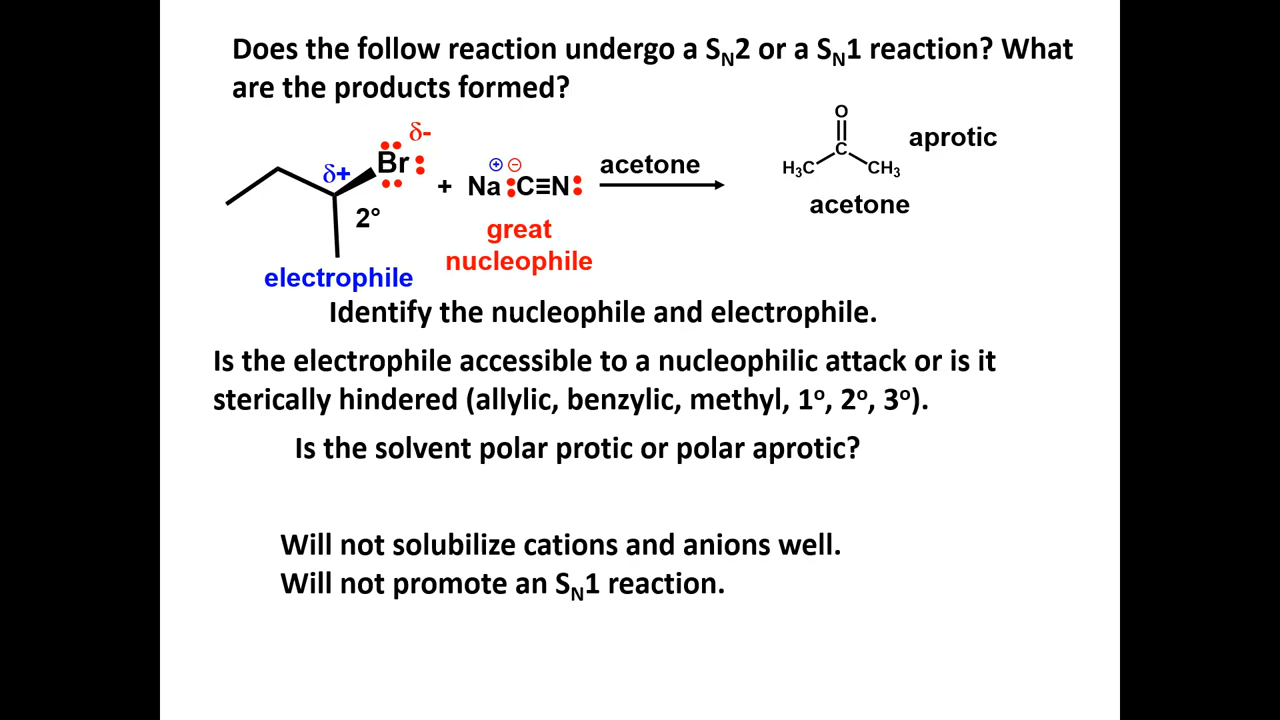 Does the follow reaction undergo a SN2 or a SN1 reaction? What
are the products formed?
δ-
Br
δ+
2°
electrophile
+
Na
⊕ ⊖
:C≡N:
great
nucleophile
acetone
O
C
H3C
CH3
acetone
aprotic
Identify the nucleophile and electrophile.
Is the electrophile accessible to a nucleophilic attack or is it
sterically hindered (allylic, benzylic, methyl, 1º, 2º, 3º).
Is the solvent polar protic or polar aprotic?
Will not solubilize cations and anions well.
Will not promote an SN1 reaction.